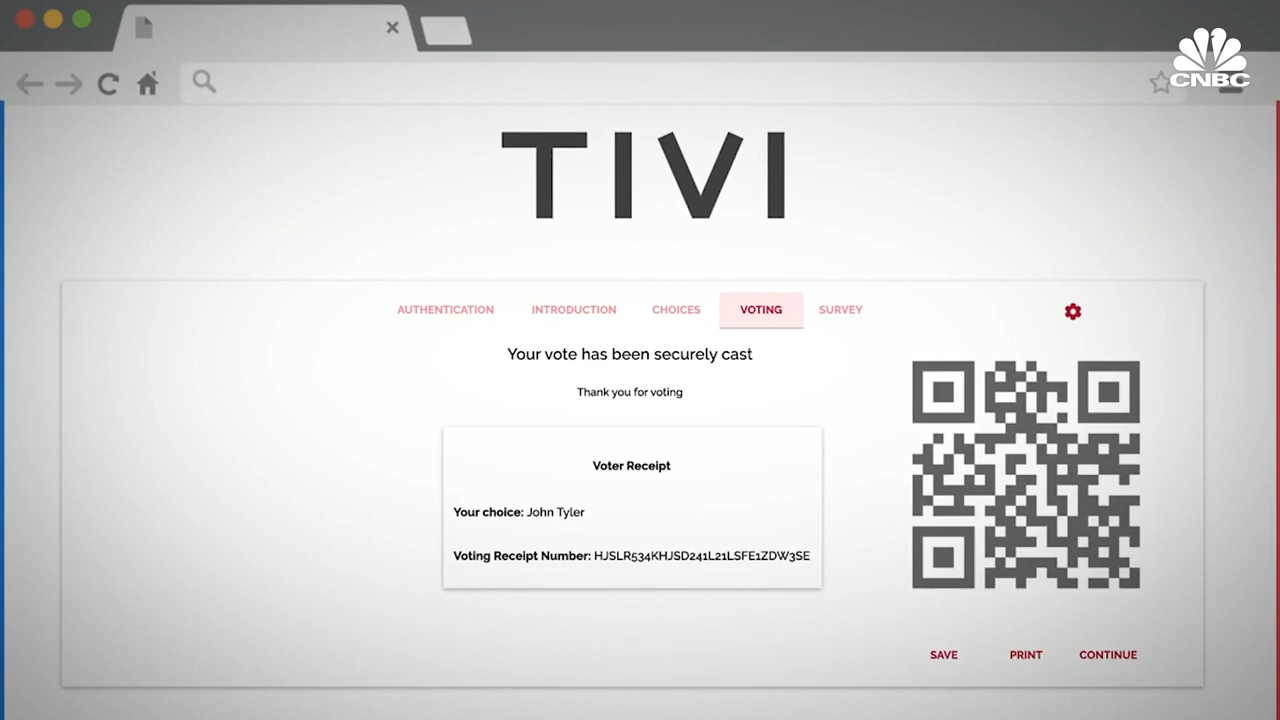 CNBC
TIVI
AUTHENTICATION INTRODUCTION CHOICES VOTING SURVEY
Your vote has been securely cast
Thank you for voting
Voter Receipt
Your choice: John Tyler
Voting Receipt Number: HJSLR534KHJSD241L21LSFE1ZDW3SE
SAVE PRINT CONTINUE